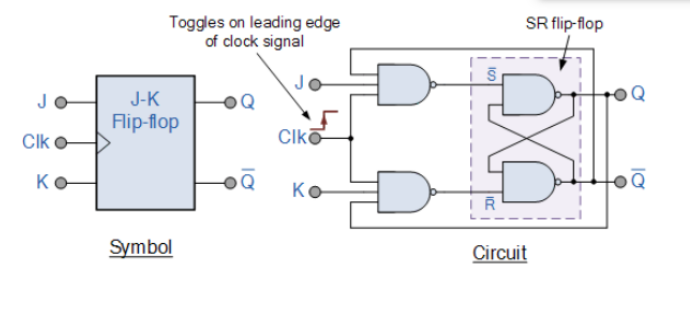 Toggles on leading edge
of clock signal
SR flip-flop
J
Clk
K
J-K
Flip-flop
Q
Q̅
J
Clk
K
S̅
R̅
Q
Q̅
Symbol
Circuit